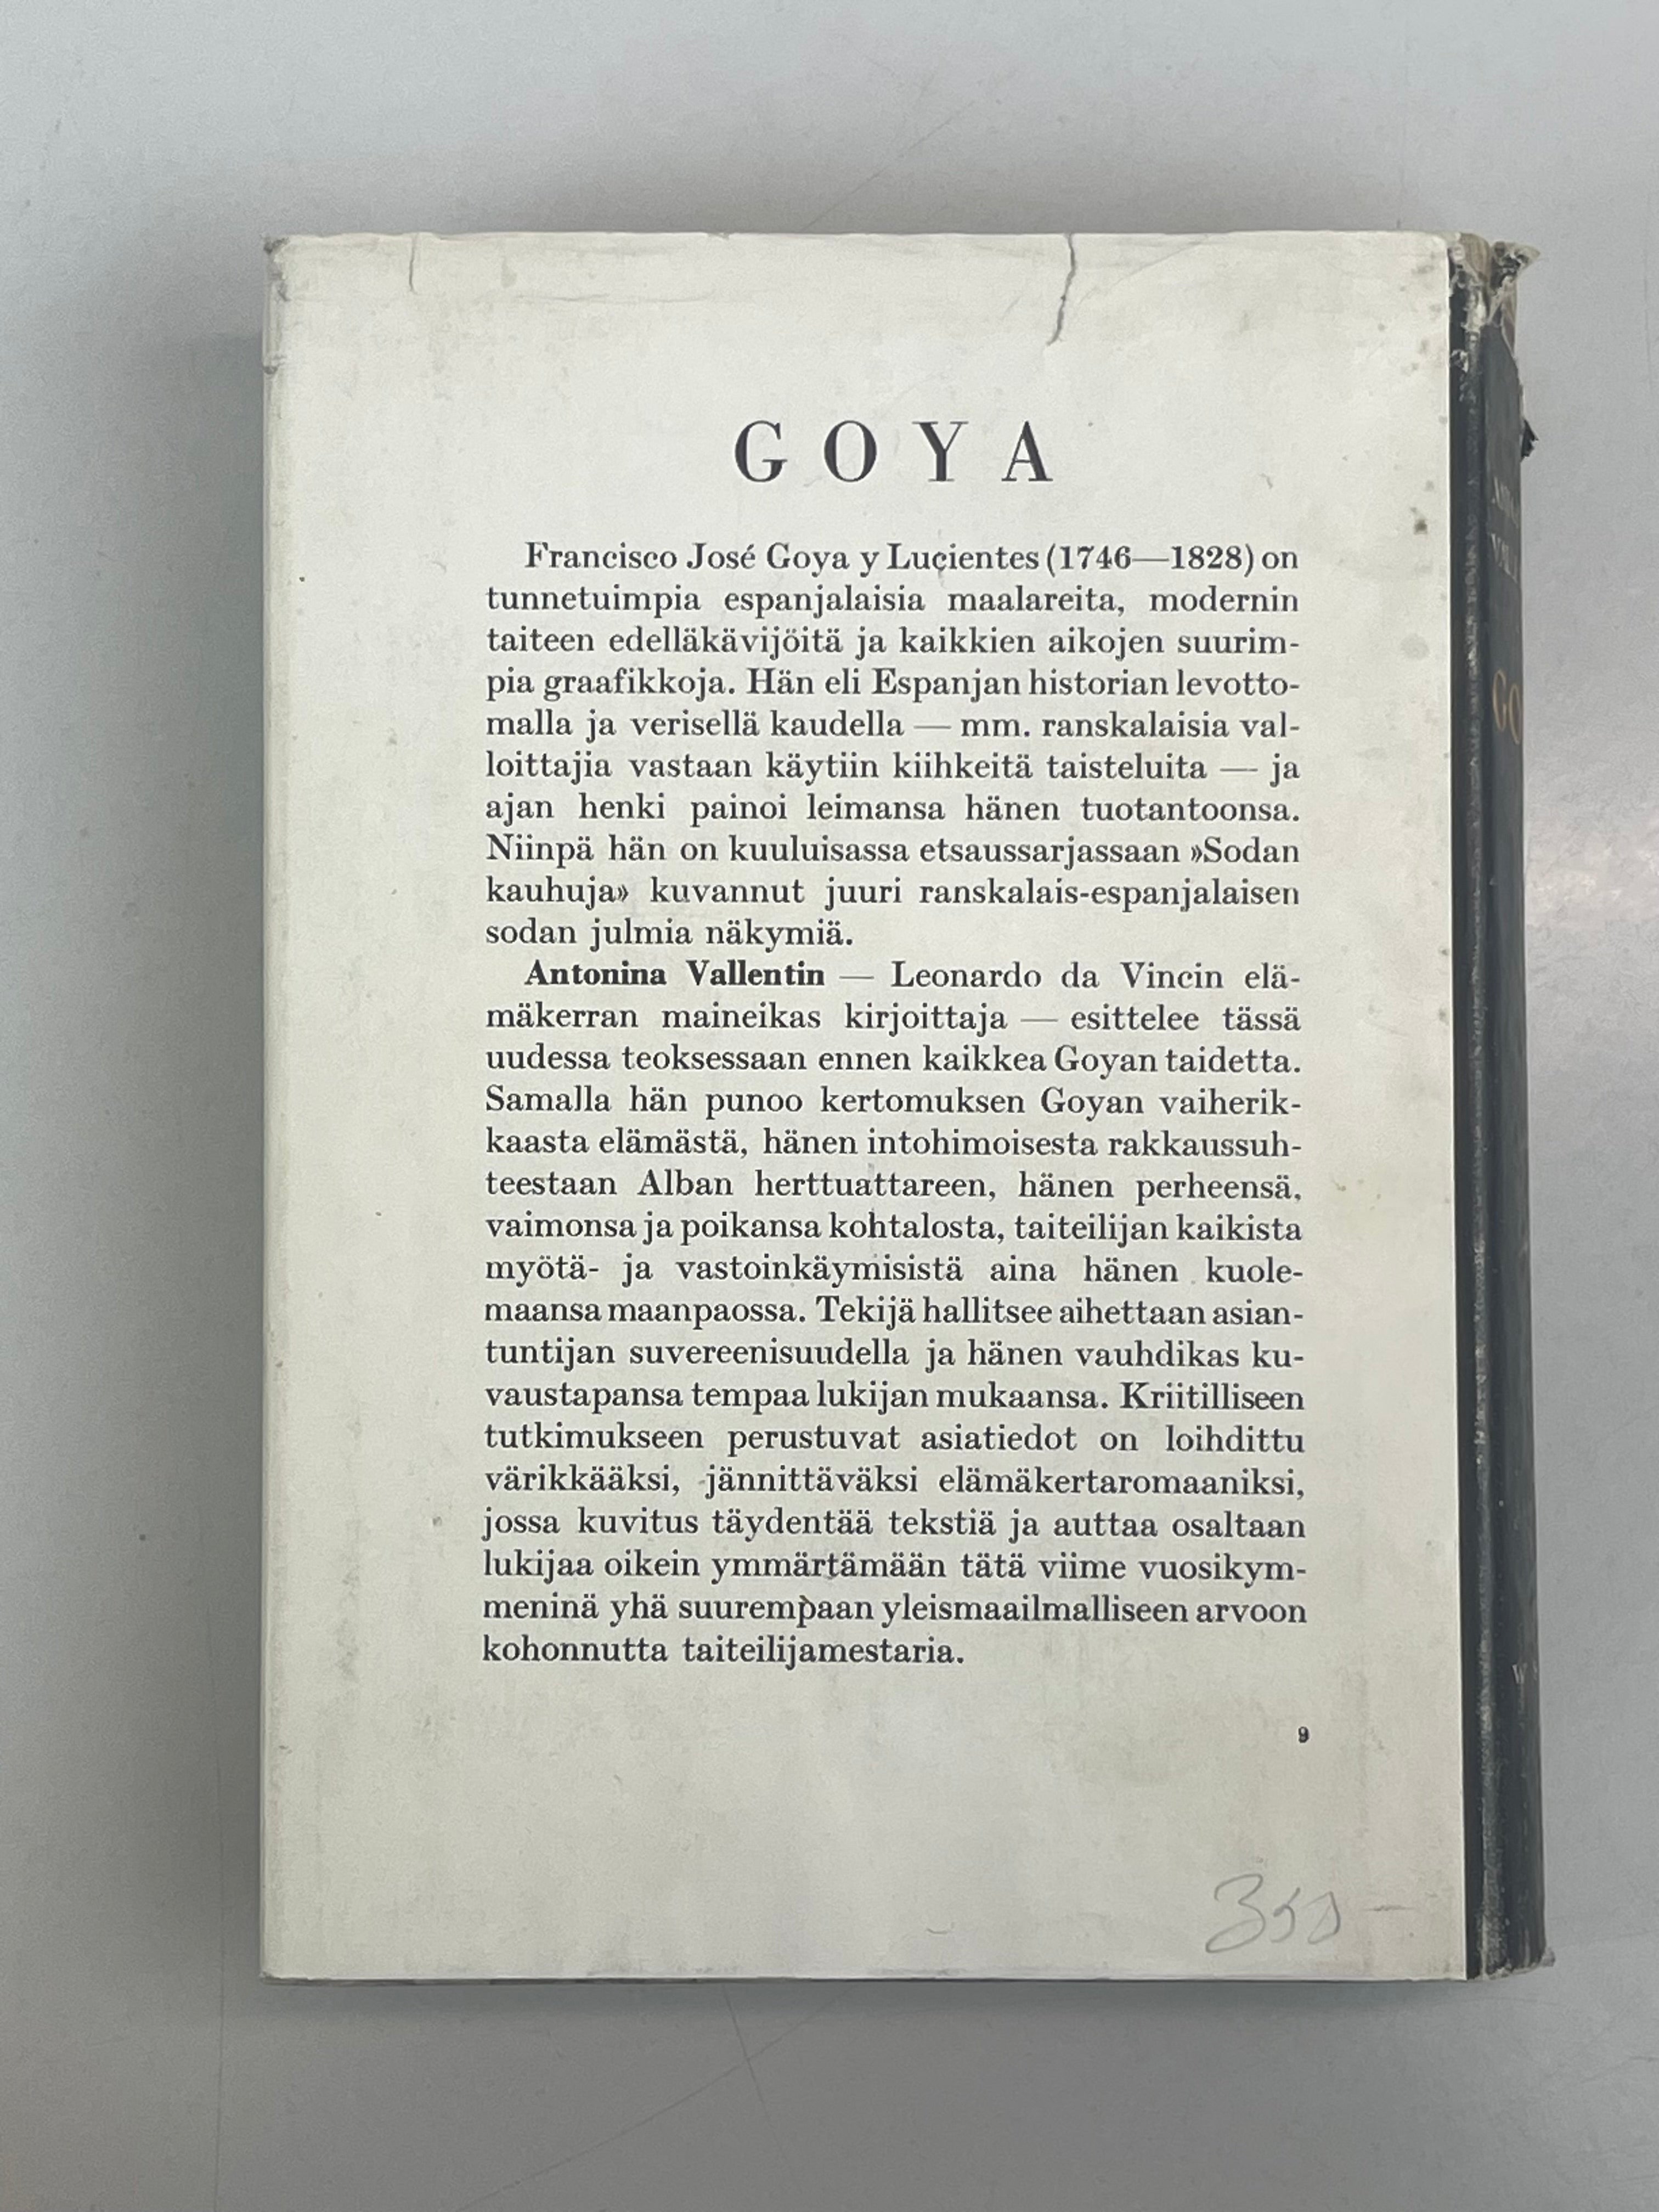 GOYA
Francisco José Goya y Lucientes (1746—1828) on
tunnetuimpia espanjalaisia maalareita, modernin
taiteen edelläkävijöitä ja kaikkien aikojen suurim-
pia graafikkoja. Hän eli Espanjan historian levotto-
malla ja verisellä kaudella — mm. ranskalaisia val-
loittajia vastaan käytiin kiihkeitä taisteluita — ja
ajan henki painoi leimansa hänen tuotantoonsa.
Niinpä hän on kuuluisassa etsaussarjassaan »Sodan
kauhuja» kuvannut juuri ranskalais-espanjalaisen
sodan julmia näkymiä.
Antonina Vallentin — Leonardo da Vincin elä-
mäkerran maineikas kirjoittaja — esittelee tässä
uudessa teoksessaan ennen kaikkea Goyan taidetta.
Samalla hän punoo kertomuksen Goyan vaiherik-
kaasta elämästä, hänen intohimoisesta rakkaussuh-
teestaan Alban herttuattareen, hänen perheensä,
vaimonsa ja poikansa kohtalosta, taiteilijan kaikista
myötä- ja vastoinkäymisistä aina hänen kuole-
maansa maanpaossa. Tekijä hallitsee aihettaan asian-
tuntijan suvereenisuudella ja hänen vauhdikas ku-
vaustapansa tempaa lukijan mukaansa. Kriitilliseen
tutkimukseen perustuvat asiatiedot on loihdittu
värikkääksi, jännittäväksi elämäkertaromaaniksi,
jossa kuvitus täydentää tekstiä ja auttaa osaltaan
lukijaa oikein ymmärtämään tätä viime vuosikym-
meninä yhä suurempaan yleismaailmalliseen arvoon
kohonnutta taiteilijamestaria.
9
350 —
GO